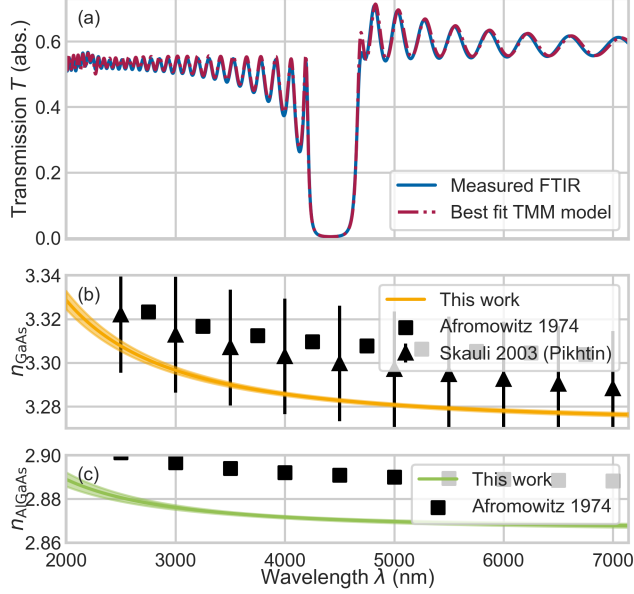 (a)
Transmission T (abs.)
0.6
0.4
0.2
0.0
Measured FTIR
Best fit TMM model
(b)
nGaAs
3.34
3.32
3.30
3.28
This work
Afromowitz 1974
Skauli 2003 (Pikhtin)
(c)
nAlGaAs
2.90
2.88
2.86
This work
Afromowitz 1974
2000 3000 4000 5000 6000 7000
Wavelength λ (nm)